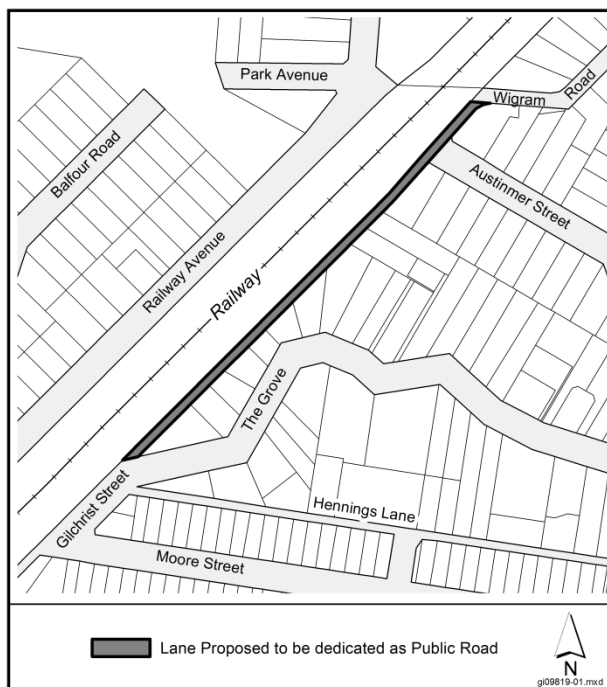 Park Avenue
Wigram
Road
Balfour Road
Austinmer Street
Railway Avenue
Railway
The Grove
Gilchrist Street
Hennings Lane
Moore Street
Lane Proposed to be dedicated as Public Road
N
gi09819-01.mxd